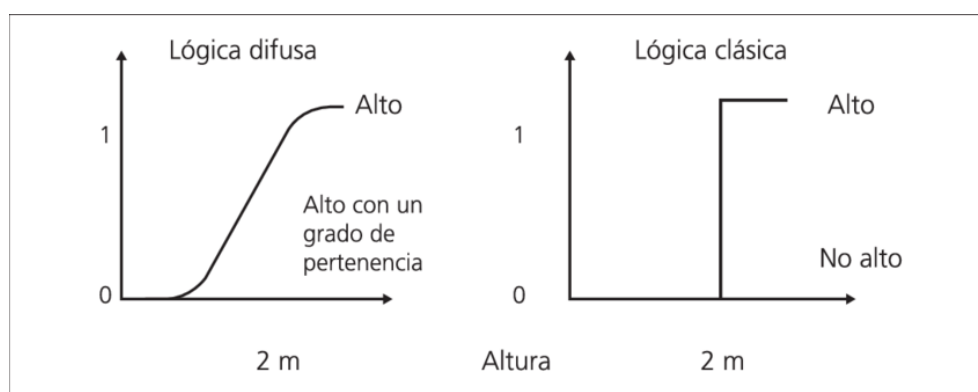 Lógica difusa
Alto
1
Alto con un
grado de
pertenencia
0
2 m
Altura
Lógica clásica
Alto
1
No alto
0
2 m